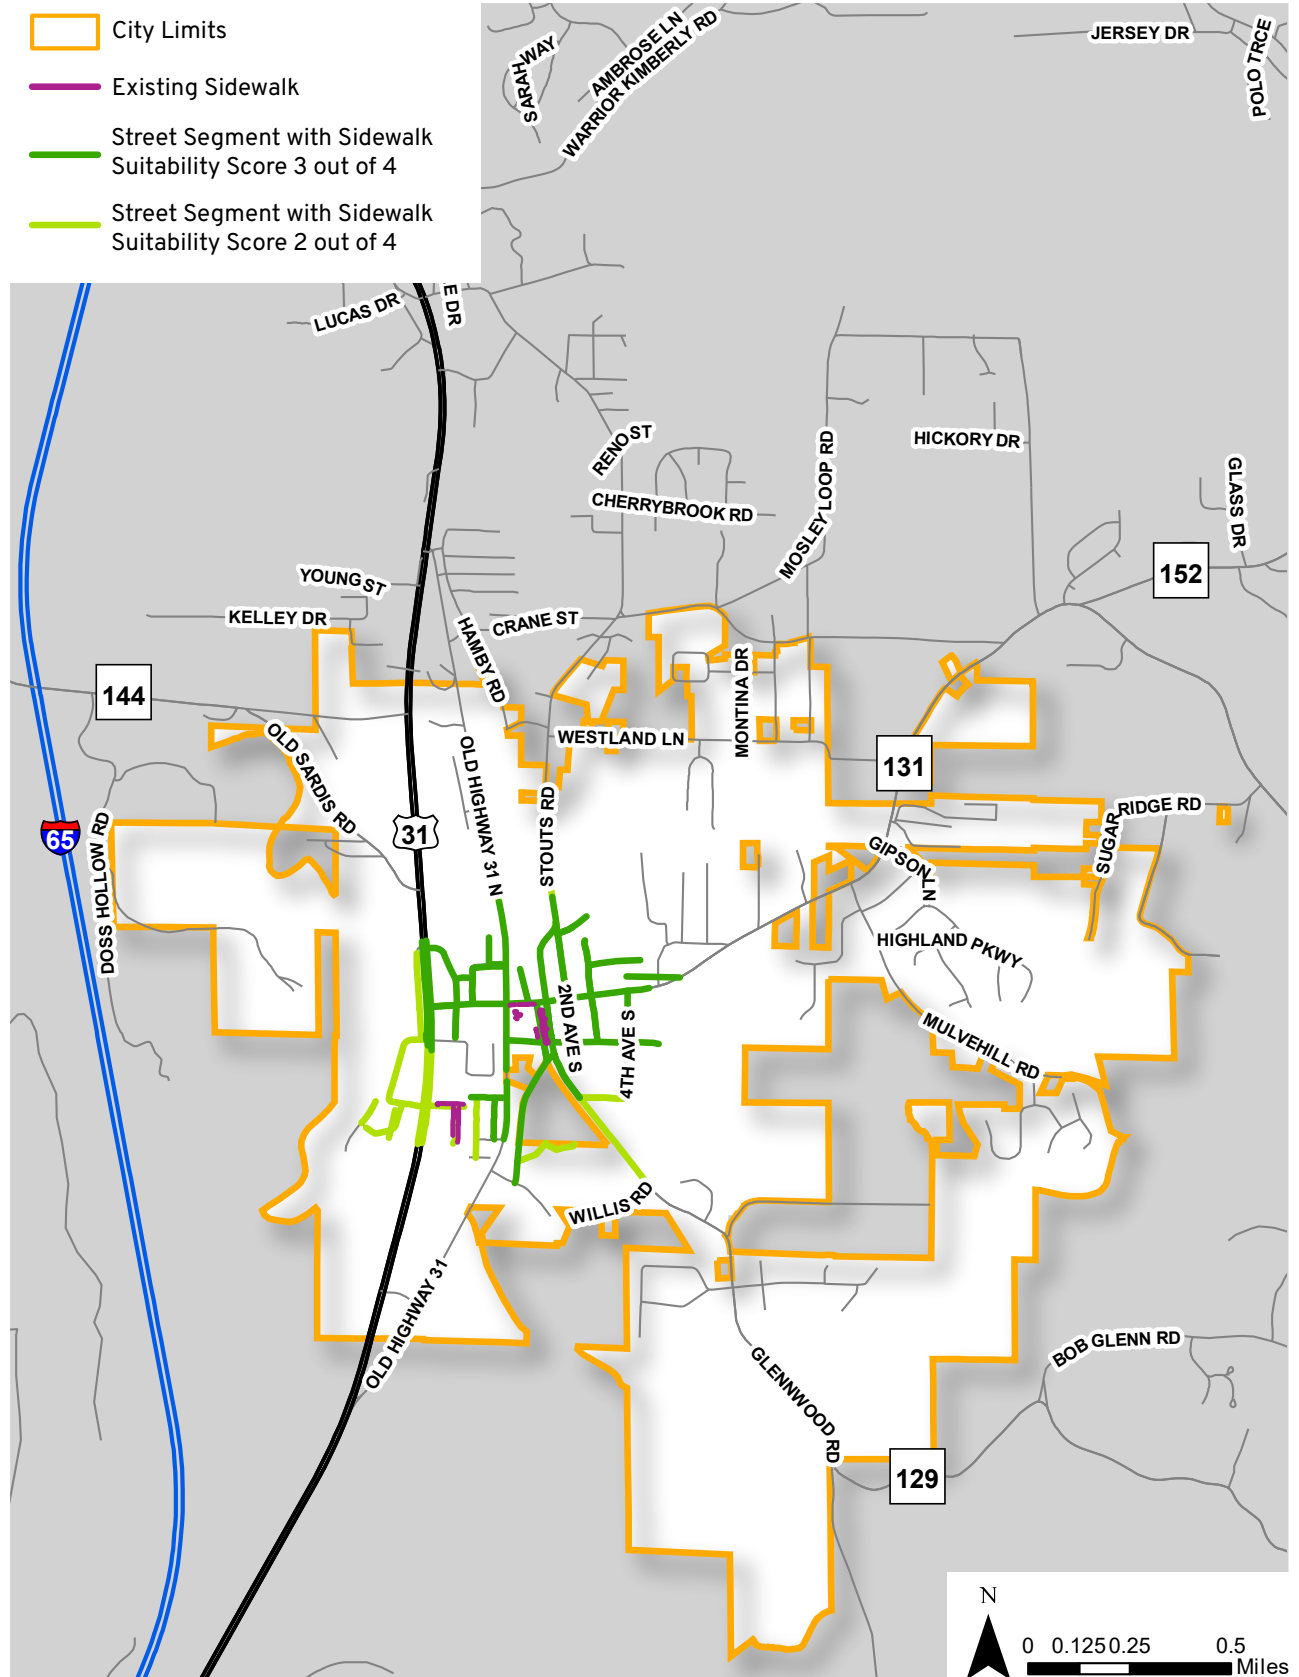 City Limits
Existing Sidewalk
Street Segment with Sidewalk
Suitability Score 3 out of 4
Street Segment with Sidewalk
Suitability Score 2 out of 4
SARAH WAY
AMBROSE LN
WARRIOR KIMBERLY RD
JERSEY DR
POLO TRCE
LUCAS DR
E DR
RENO ST
CHERRYBROOK RD
MOSLEY LOOP RD
HICKORY DR
GLASS DR
152
YOUNG ST
KELLEY DR
HAMBY RD
CRANE ST
144
MONTINA DR
WESTLAND LN
OLD SARDIS RD
OLD HIGHWAY 31 N
STOUTS RD
131
65
31
DOSS HOLLOW RD
SUGAR
RIDGE RD
GIPSON
LN
HIGHLAND PKWY
2ND AVE S
4TH AVE S
MULVEHILL RD
WILLIS RD
OLD HIGHWAY 31
GLENNWOOD RD
BOB GLENN RD
129
N
0 0.125 0.25 0.5
Miles